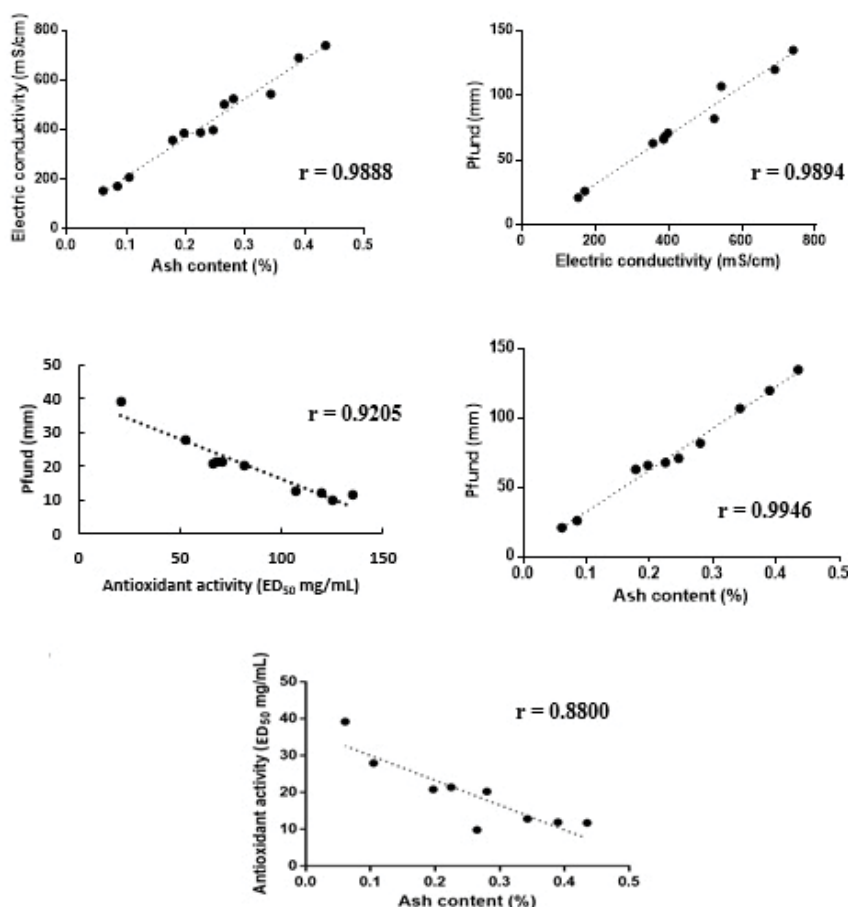 Electric conductivity (mS/cm)
800
600
400
200
0
0.0 0.1 0.2 0.3 0.4 0.5
Ash content (%)
r = 0.9888
Pfund (mm)
150
100
50
0
0 200 400 600 800
Electric conductivity (mS/cm)
r = 0.9894
Pfund (mm)
50
40
30
20
10
0
0 50 100 150
Antioxidant activity (ED₅₀ mg/mL)
r = 0.9205
Pfund (mm)
150
100
50
0
0.0 0.1 0.2 0.3 0.4 0.5
Ash content (%)
r = 0.9946
Antioxidant activity (ED₅₀ mg/mL)
50
40
30
20
10
0
0.0 0.1 0.2 0.3 0.4 0.5
Ash content (%)
r = 0.8800